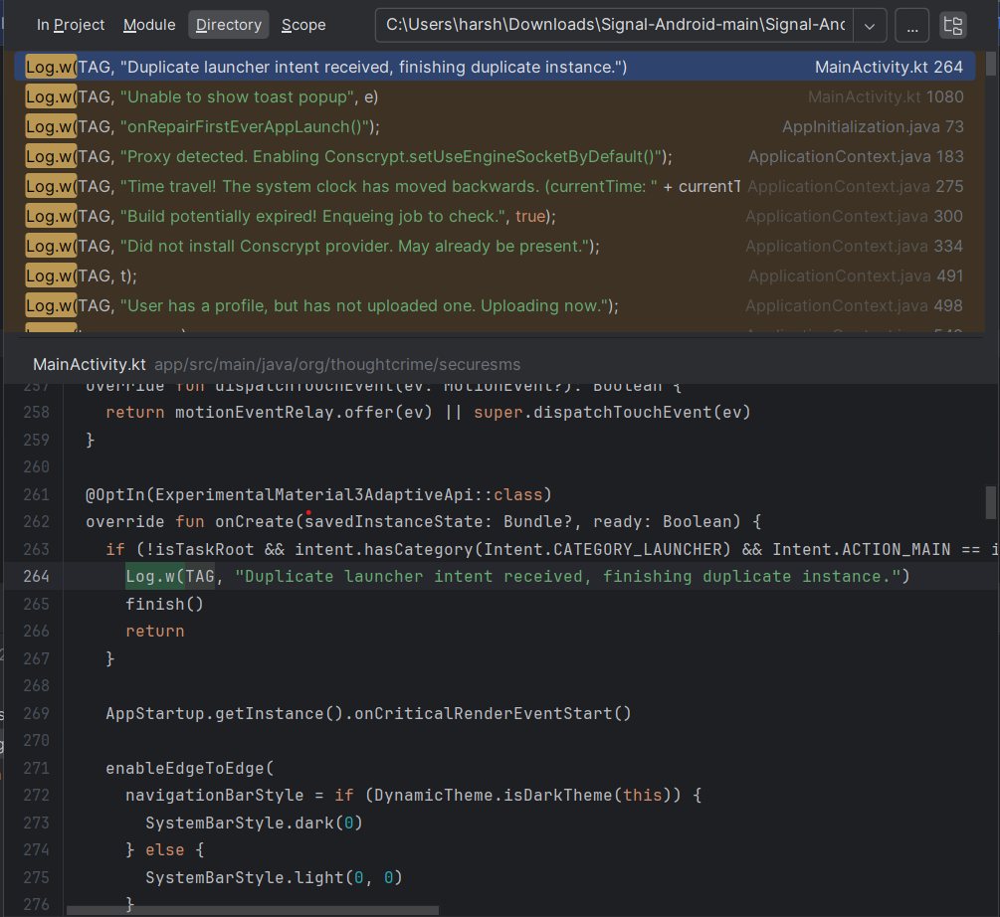 In Project Module Directory Scope C:\Users\harsh\Downloads\Signal-Android-main\Signal-Anc ...
Log.w(TAG, "Duplicate launcher intent received, finishing duplicate instance.") MainActivity.kt 264
Log.w(TAG, "Unable to show toast popup", e) MainActivity.kt 1080
Log.w(TAG, "onRepairFirstEverAppLaunch()"); AppInitialization.java 73
Log.w(TAG, "Proxy detected. Enabling Conscrypt.setUseEngineSocketByDefault()"); ApplicationContext.java 183
Log.w(TAG, "Time travel! The system clock has moved backwards. (currentTime: " + currentT ApplicationContext.java 275
Log.w(TAG, "Build potentially expired! Enqueing job to check.", true); ApplicationContext.java 300
Log.w(TAG, "Did not install Conscrypt provider. May already be present."); ApplicationContext.java 334
Log.w(TAG, t); ApplicationContext.java 491
Log.w(TAG, "User has a profile, but has not uploaded one. Uploading now."); ApplicationContext.java 498
MainActivity.kt app/src/main/java/org/thoughtcrime/securesms
257 override fun dispatchTouchEvent(ev: MotionEvent?): Boolean {
258 return motionEventRelay.offer(ev) || super.dispatchTouchEvent(ev)
259 }
260
261 @OptIn(ExperimentalMaterial3AdaptiveApi::class)
262 override fun onCreate(savedInstanceState: Bundle?, ready: Boolean) {
263 if (!isTaskRoot && intent.hasCategory(Intent.CATEGORY_LAUNCHER) && Intent.ACTION_MAIN == i
264 Log.w(TAG, "Duplicate launcher intent received, finishing duplicate instance.")
265 finish()
266 return
267 }
268
269 AppStartup.getInstance().onCriticalRenderEventStart()
270
271 enableEdgeToEdge(
272 navigationBarStyle = if (DynamicTheme.isDarkTheme(this)) {
273 SystemBarStyle.dark(0)
274 } else {
275 SystemBarStyle.light(0, 0)
276 }